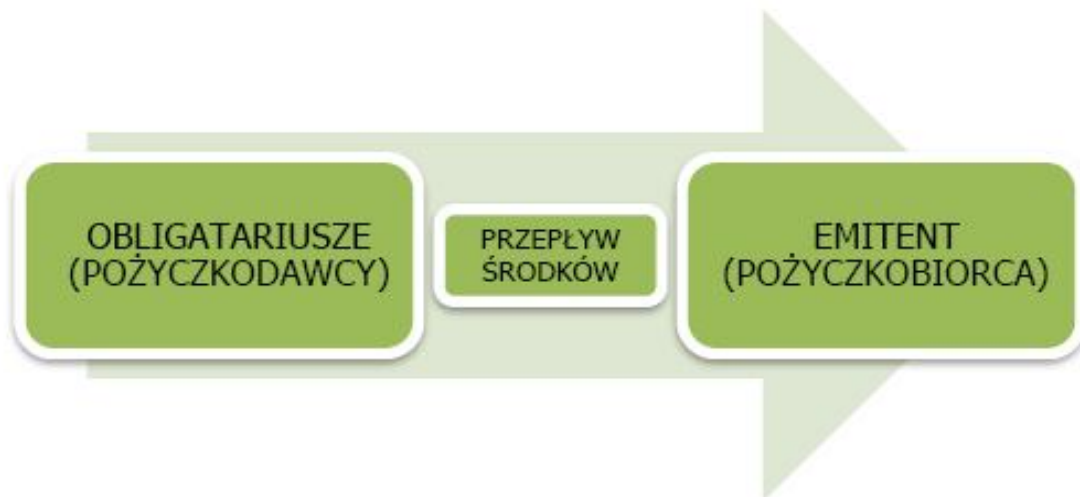 OBLIGATARIUSZE
(POŻYCZKODAWCY)
PRZEPŁYW
ŚRODKÓW
EMITENT
(POŻYCZKOBIORCA)